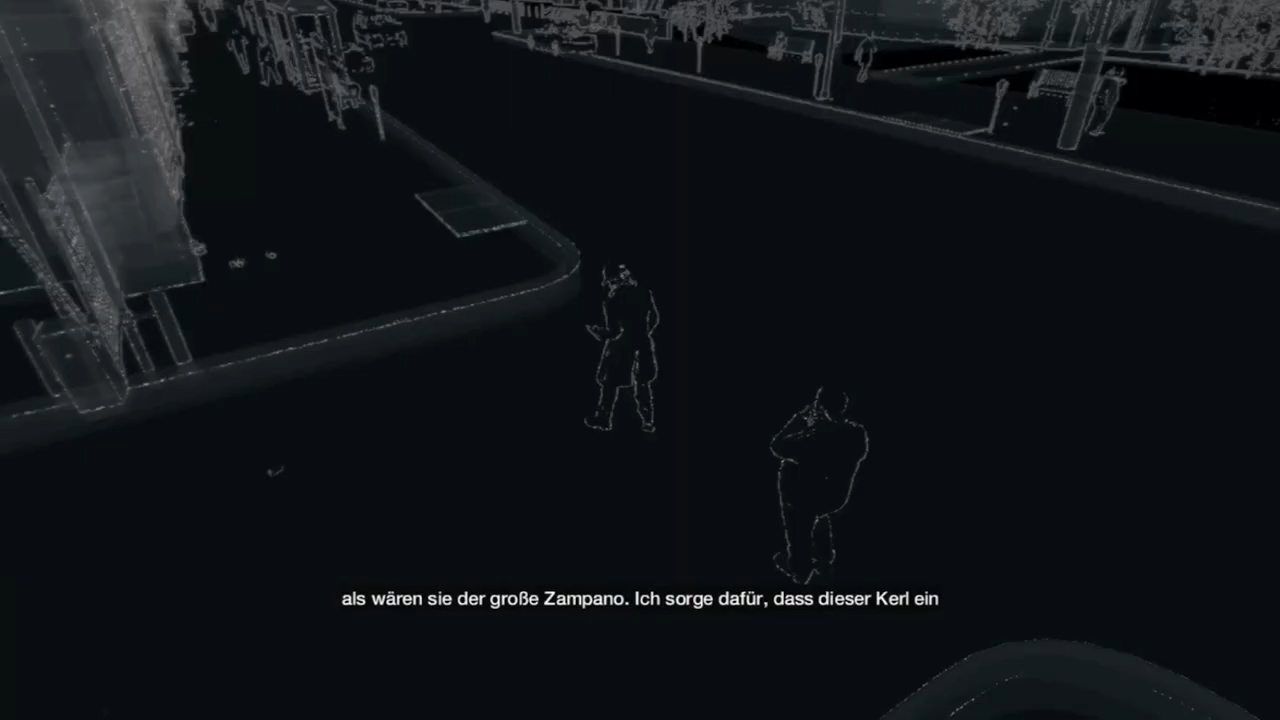 als wären sie der große Zampano. Ich sorge dafür, dass dieser Kerl ein